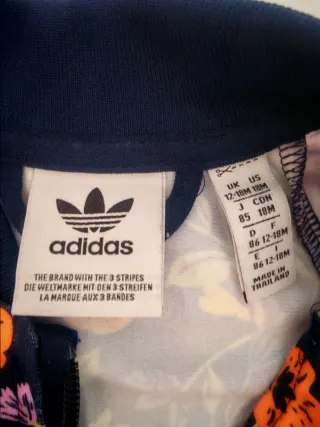 adidas
THE BRAND WITH THE 3 STRIPES
DIE WELTMARKE MIT DEN 3 STREIFEN
LA MARQUE AUX 3 BANDES
UK US
12-18M 18M
J CDN
85 18M
D F
86 12-18M
E I
86 12-18M
MADE IN
THAILAND